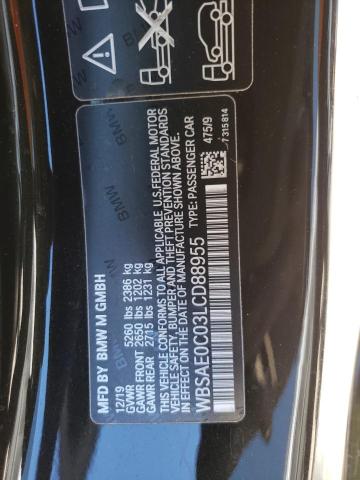 MFD BY BMW M GMBH
12/19
GVWR 5260 lbs 2386 kg
GAWR FRONT 2650 lbs 1202 kg
GAWR REAR 2715 lbs 1231 kg
THIS VEHICLE CONFORMS TO ALL APPLICABLE U.S.FEDERAL MOTOR
VEHICLE SAFETY, BUMPER AND THEFT PREVENTION STANDARDS
IN EFFECT ON THE DATE OF MANUFACTURE SHOWN ABOVE.
WBSAE0C03LCD88955 TYPE: PASSENGER CAR
475/9
7 315 814